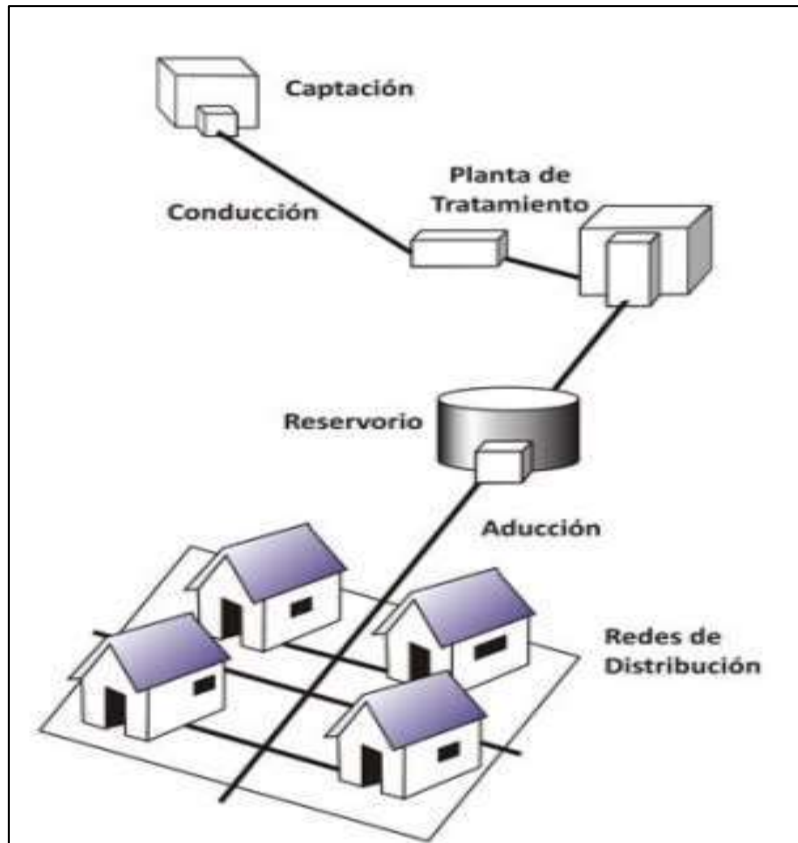 Captación
Planta de
Tratamiento
Conducción
Reservorio
Aducción
Redes de
Distribución